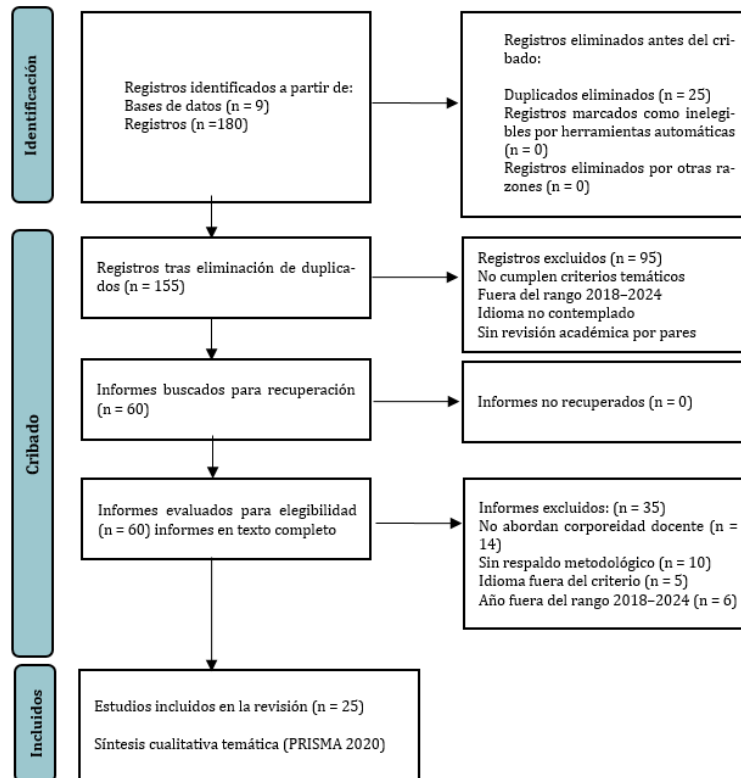 Identificación
Registros identificados a partir de:
Bases de datos (n = 9)
Registros (n =180)
Registros eliminados antes del cri-
bado:
Duplicados eliminados (n = 25)
Registros marcados como inelegi-
bles por herramientas automáticas
(n = 0)
Registros eliminados por otras ra-
zones (n = 0)
Cribado
Registros tras eliminación de duplica-
dos (n = 155)
Registros excluidos (n = 95)
No cumplen criterios temáticos
Fuera del rango 2018–2024
Idioma no contemplado
Sin revisión académica por pares
Informes buscados para recuperación
(n = 60)
Informes no recuperados (n = 0)
Informes evaluados para elegibilidad
(n = 60) informes en texto completo
Informes excluidos: (n = 35)
No abordan corporeidad docente (n =
14)
Sin respaldo metodológico (n = 10)
Idioma fuera del criterio (n = 5)
Año fuera del rango 2018–2024 (n = 6)
Incluidos
Estudios incluidos en la revisión (n = 25)
Síntesis cualitativa temática (PRISMA 2020)